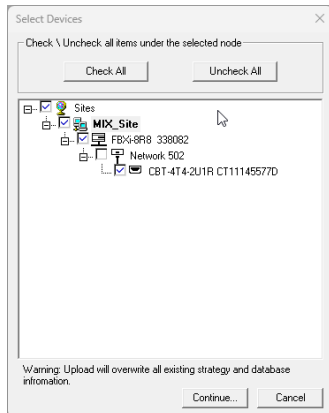 Select Devices
Check \ Uncheck all items under the selected node
Check All
Uncheck All
Sites
MIX_Site
FBXi-8R8 338082
Network 502
CBT-4T4-2U1R CT11145577D
Warning: Upload will overwrite all existing strategy and database
infromation.
Continue...
Cancel